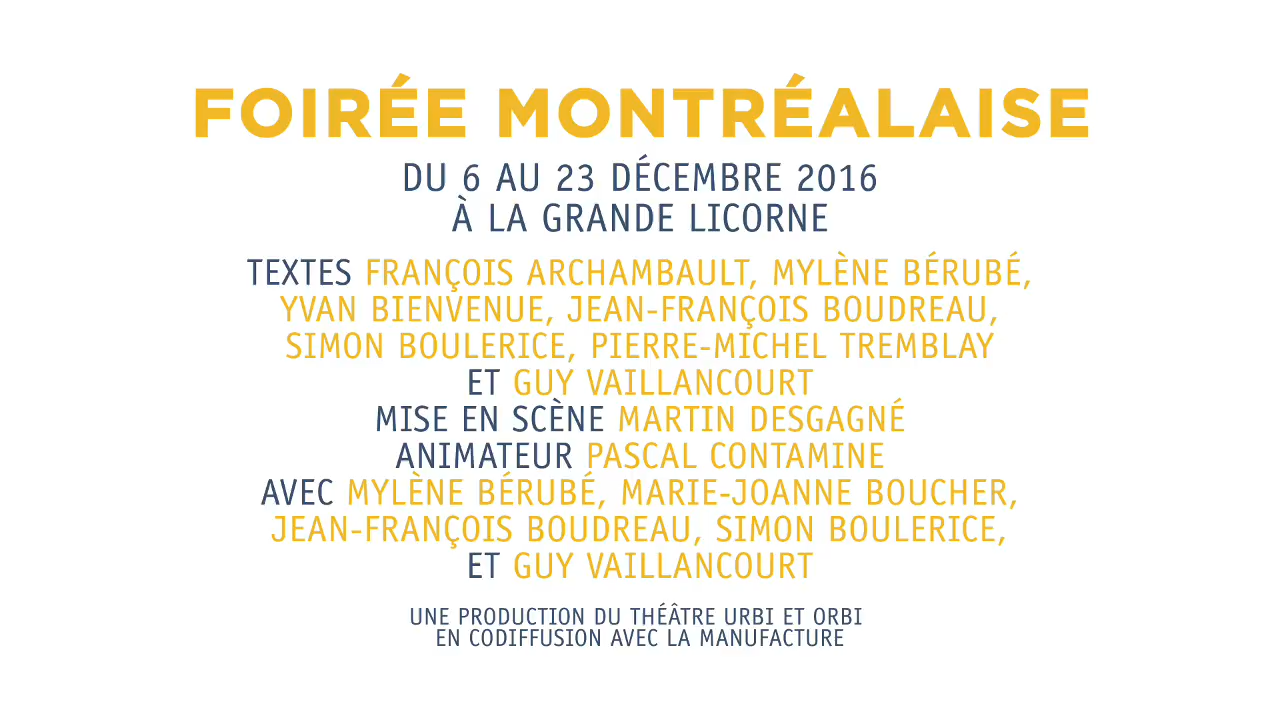 FOIRÉE MONTRÉALAISE
DU 6 AU 23 DÉCEMBRE 2016
À LA GRANDE LICORNE
TEXTES FRANÇOIS ARCHAMBAULT, MYLÈNE BÉRUBÉ,
YVAN BIENVENUE, JEAN-FRANÇOIS BOUDREAU,
SIMON BOULERICE, PIERRE-MICHEL TREMBLAY
ET GUY VAILLANCOURT
MISE EN SCÈNE MARTIN DESGAGNÉ
ANIMATEUR PASCAL CONTAMINE
AVEC MYLÈNE BÉRUBÉ, MARIE-JOANNE BOUCHER,
JEAN-FRANÇOIS BOUDREAU, SIMON BOULERICE,
ET GUY VAILLANCOURT
UNE PRODUCTION DU THÉÂTRE URBI ET ORBI
EN CODIFFUSION AVEC LA MANUFACTURE